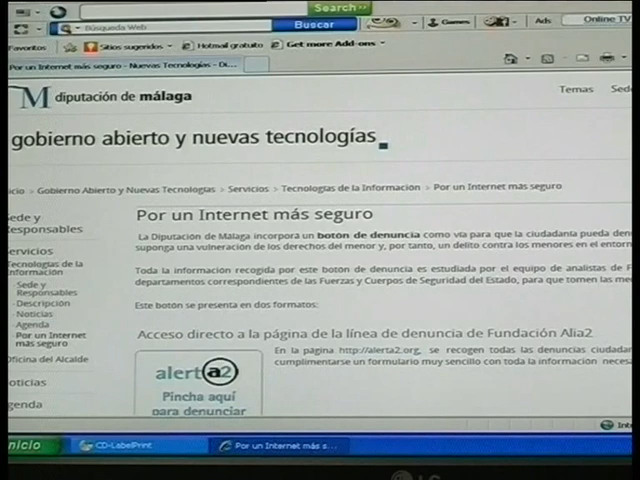 Search >>
Búsqueda Web
Buscar
Games
Ads
Online TV
Favoritos
Sitios sugeridos
Hotmail gratuito
Get more Add-ons
Por un Internet más seguro - Nuevas Tecnologías - Di...
M diputación de málaga
Temas
gobierno abierto y nuevas tecnologías
> Gobierno Abierto y Nuevas Tecnologías > Servicios > Tecnologías de la Información > Por un Internet más seguro
Sede y
Responsables
Servicios
Tecnologías de la
Información
Sede y
Responsables
Descripción
Noticias
Agenda
Por un Internet
más seguro
Oficina del Alcalde
Noticias
Agenda
Por un Internet más seguro
La Diputación de Málaga incorpora un botón de denuncia como vía para que la ciudadanía pueda
suponga una vulneración de los derechos del menor y, por tanto, un delito contra los menores en el
Toda la información recogida por este botón de denuncia es estudiada por el equipo de analistas de
departamentos correspondientes de las Fuerzas y Cuerpos de Seguridad del Estado, para que tomen las
Este botón se presenta en dos formatos:
Acceso directo a la página de la línea de denuncia de Fundación Alia2
alerta2
Pincha aquí
para denunciar
En la página http://alerta2.org, se recogen todas las denuncias
cumplimentarse un formulario muy sencillo con toda la información
Inicio
CD-LabelPrint
Por un Internet más s...
LG